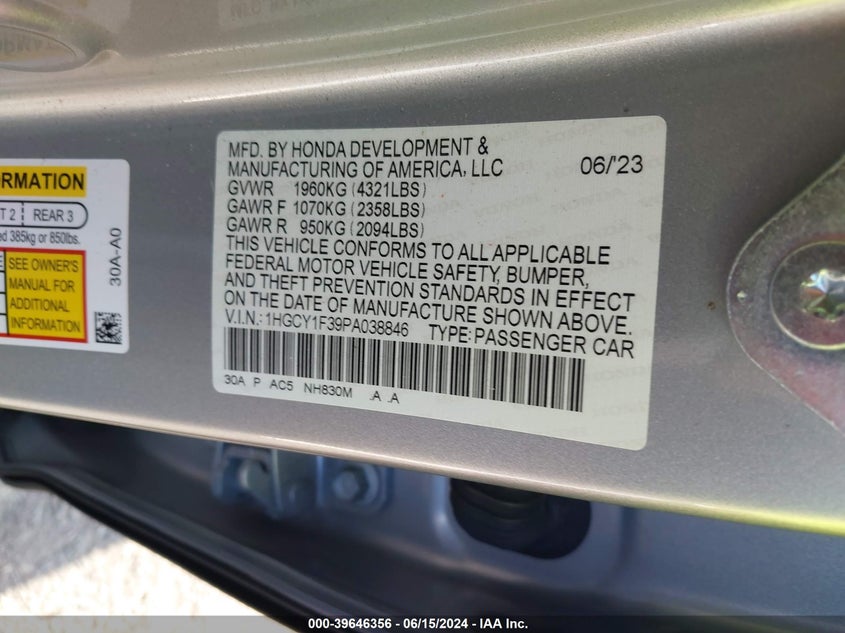 ORMATION
T 2 REAR 3
ed 385kg or 850lbs.
SEE OWNER'S
MANUAL FOR
ADDITIONAL
INFORMATION
30A-A0
MFD. BY HONDA DEVELOPMENT &
MANUFACTURING OF AMERICA, LLC 06/'23
GVWR 1960KG (4321LBS)
GAWR F 1070KG (2358LBS)
GAWR R 950KG (2094LBS)
THIS VEHICLE CONFORMS TO ALL APPLICABLE
FEDERAL MOTOR VEHICLE SAFETY, BUMPER,
AND THEFT PREVENTION STANDARDS IN EFFECT
ON THE DATE OF MANUFACTURE SHOWN ABOVE.
V.I.N.: 1HGCY1F39PA038846 TYPE: PASSENGER CAR
30A P AC5 NH830M .A .A
000-39646356 - 06/15/2024 - IAA Inc.